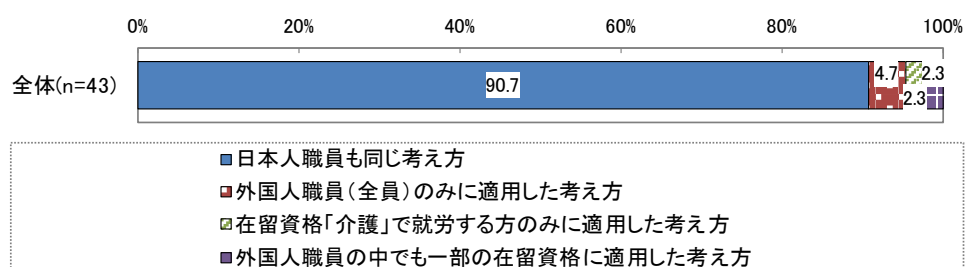 0% 20% 40% 60% 80% 100%
全体(n=43) 90.7 4.7 2.3 2.3
日本人職員も同じ考え方
外国人職員(全員)のみに適用した考え方
在留資格「介護」で就労する方のみに適用した考え方
外国人職員の中でも一部の在留資格に適用した考え方